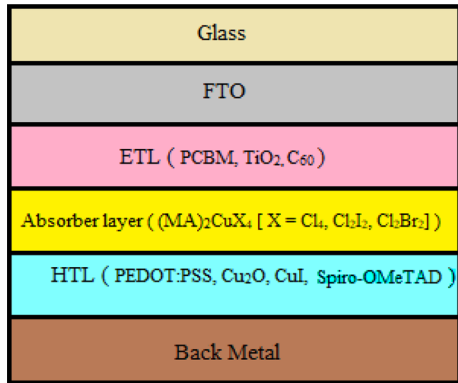 Glass
FTO
ETL ( PCBM, TiO₂, C₆₀ )
Absorber layer ( (MA)₂CuX₄ [ X = Cl₄, Cl₂I₂, Cl₂Br₂] )
HTL ( PEDOT:PSS, Cu₂O, CuI, Spiro-OMeTAD )
Back Metal